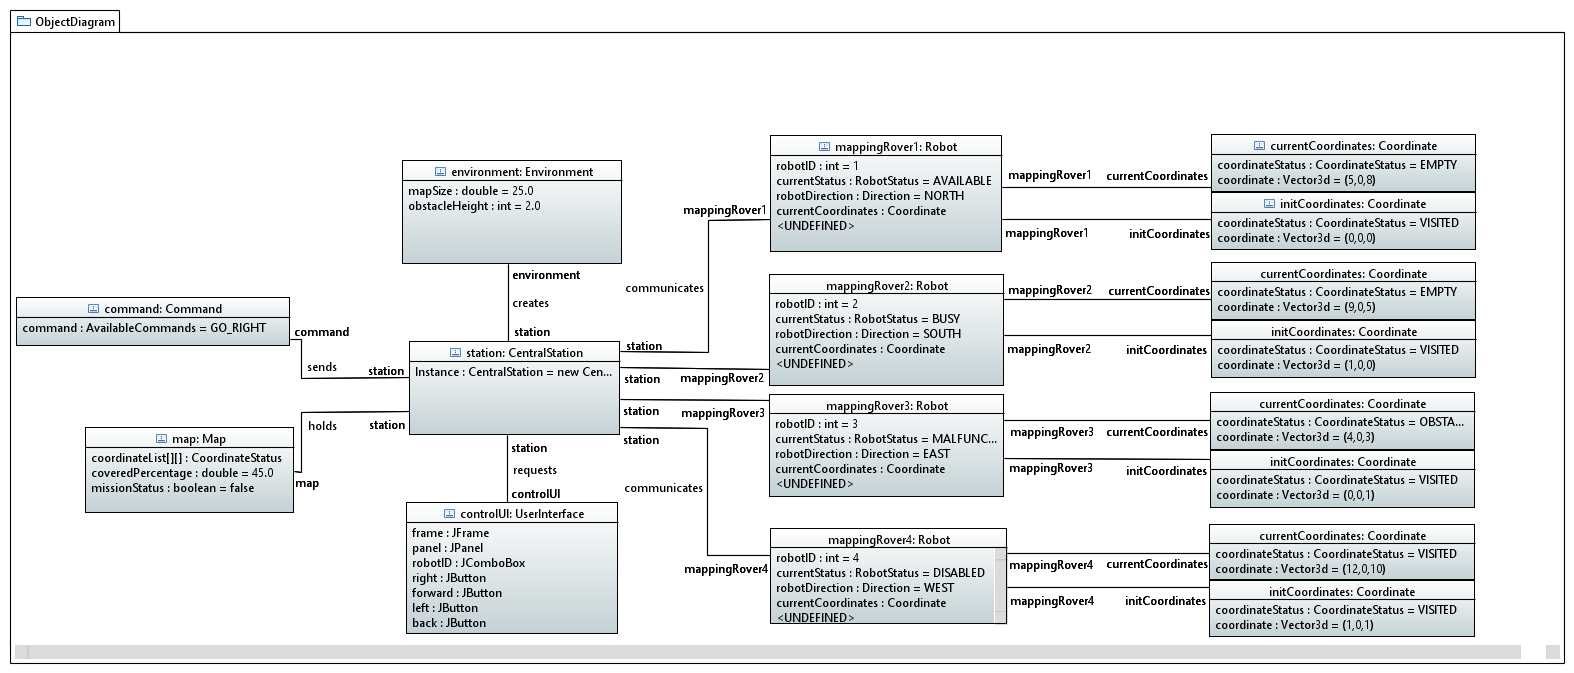 ObjectDiagram
environment: Environment
mapSize : double = 25.0
obstacleHeight : int = 2.0
environment
creates
station
command: Command
command : AvailableCommands = GO_RIGHT
command
sends
station
station: CentralStation
Instance : CentralStation = new Cen...
map: Map
coordinateList[][] : CoordinateStatus
coveredPercentage : double = 45.0
missionStatus : boolean = false
map
holds
station
station
requests
controlUI
controlUI: UserInterface
frame : JFrame
panel : JPanel
robotID : JComboBox
right : JButton
forward : JButton
left : JButton
back : JButton
station
communicates
mappingRover1
station
mappingRover2
station
mappingRover3
station
communicates
mappingRover4
mappingRover1: Robot
robotID : int = 1
currentStatus : RobotStatus = AVAILABLE
robotDirection : Direction = NORTH
currentCoordinates : Coordinate
<UNDEFINED>
mappingRover1
currentCoordinates
mappingRover1
initCoordinates
currentCoordinates: Coordinate
coordinateStatus : CoordinateStatus = EMPTY
coordinate : Vector3d = (5,0,8)
initCoordinates: Coordinate
coordinateStatus : CoordinateStatus = VISITED
coordinate : Vector3d = (0,0,0)
mappingRover2: Robot
robotID : int = 2
currentStatus : RobotStatus = BUSY
robotDirection : Direction = SOUTH
currentCoordinates : Coordinate
<UNDEFINED>
mappingRover2
currentCoordinates
mappingRover2
initCoordinates
currentCoordinates: Coordinate
coordinateStatus : CoordinateStatus = EMPTY
coordinate : Vector3d = (9,0,5)
initCoordinates: Coordinate
coordinateStatus : CoordinateStatus = VISITED
coordinate : Vector3d = (1,0,0)
mappingRover3: Robot
robotID : int = 3
currentStatus : RobotStatus = MALFUNC...
robotDirection : Direction = EAST
currentCoordinates : Coordinate
<UNDEFINED>
mappingRover3
currentCoordinates
mappingRover3
initCoordinates
currentCoordinates: Coordinate
coordinateStatus : CoordinateStatus = OBSTA...
coordinate : Vector3d = (4,0,3)
initCoordinates: Coordinate
coordinateStatus : CoordinateStatus = VISITED
coordinate : Vector3d = (0,0,1)
mappingRover4: Robot
robotID : int = 4
currentStatus : RobotStatus = DISABLED
robotDirection : Direction = WEST
currentCoordinates : Coordinate
<UNDEFINED>
mappingRover4
currentCoordinates
mappingRover4
initCoordinates
currentCoordinates: Coordinate
coordinateStatus : CoordinateStatus = VISITED
coordinate : Vector3d = (12,0,10)
initCoordinates: Coordinate
coordinateStatus : CoordinateStatus = VISITED
coordinate : Vector3d = (1,0,1)